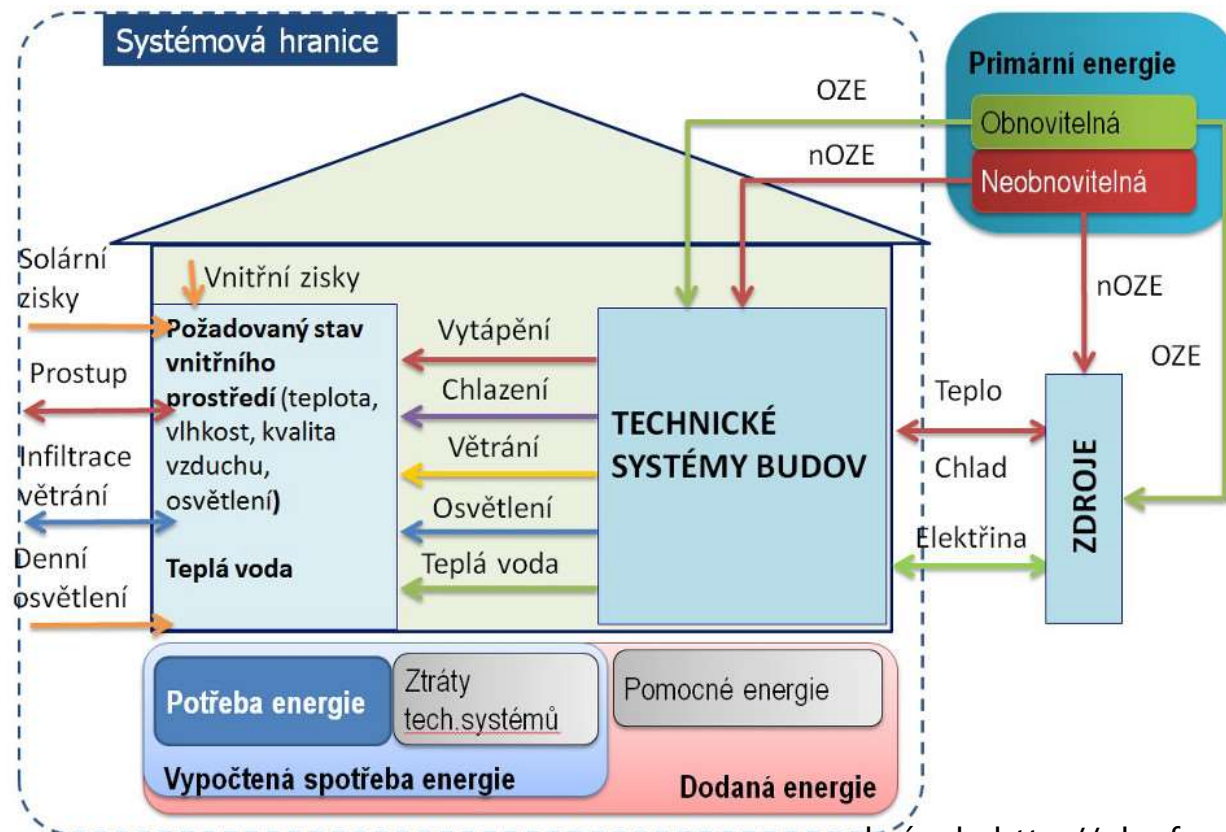 Systémová hranice
Primární energie
Obnovitelná
Neobnovitelná
OZE
nOZE
nOZE
OZE
Solární
zisky
Vnitřní zisky
Prostup
Infiltrace
větrání
Denní
osvětlení
Požadovaný stav
vnitřního
prostředí (teplota,
vlhkost, kvalita
vzduchu,
osvětlení)
Teplá voda
Vytápění
Chlazení
Větrání
Osvětlení
Teplá voda
TECHNICKÉ
SYSTÉMY BUDOV
Teplo
Chlad
Elektřina
ZDROJE
Potřeba energie
Ztráty
tech.systémů
Pomocné energie
Vypočtená spotřeba energie
Dodaná energie